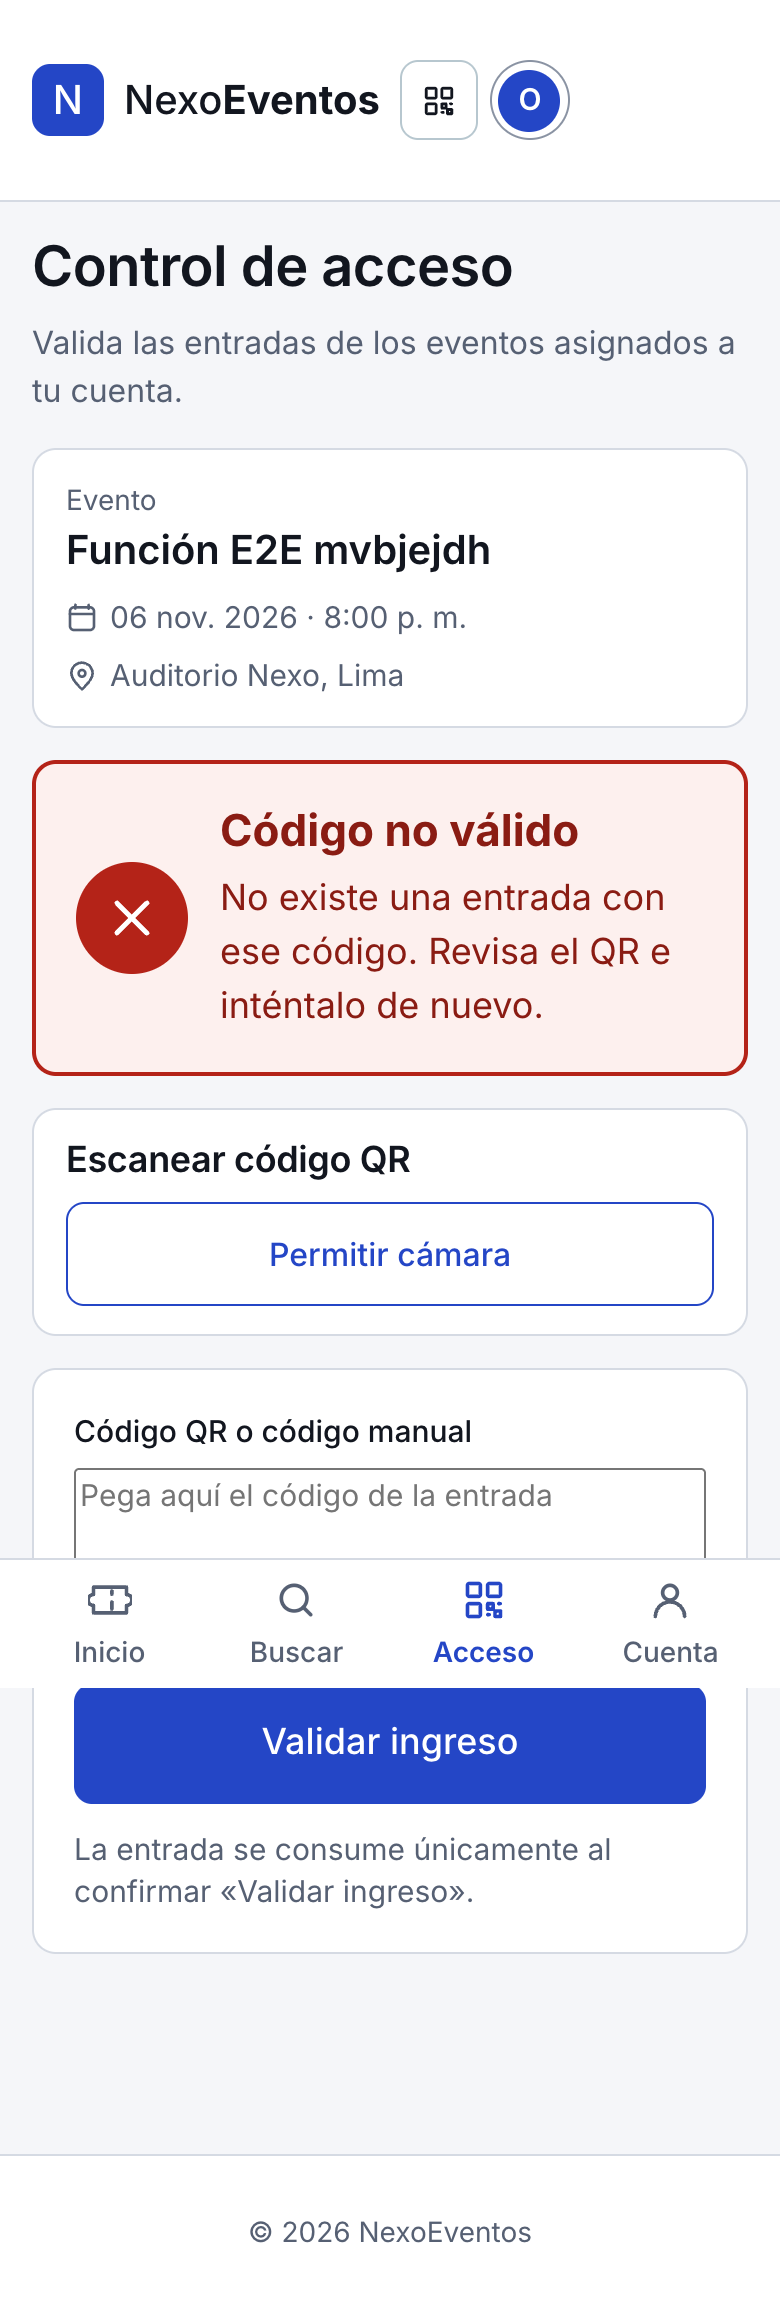 N NexoEventos O
Control de acceso
Valida las entradas de los eventos asignados a
tu cuenta.
Evento
Función E2E mvbjejdh
06 nov. 2026 · 8:00 p. m.
Auditorio Nexo, Lima
Código no válido
No existe una entrada con
ese código. Revisa el QR e
inténtalo de nuevo.
Escanear código QR
Permitir cámara
Código QR o código manual
Pega aquí el código de la entrada
Inicio Buscar Acceso Cuenta
Validar ingreso
La entrada se consume únicamente al
confirmar «Validar ingreso».
© 2026 NexoEventos